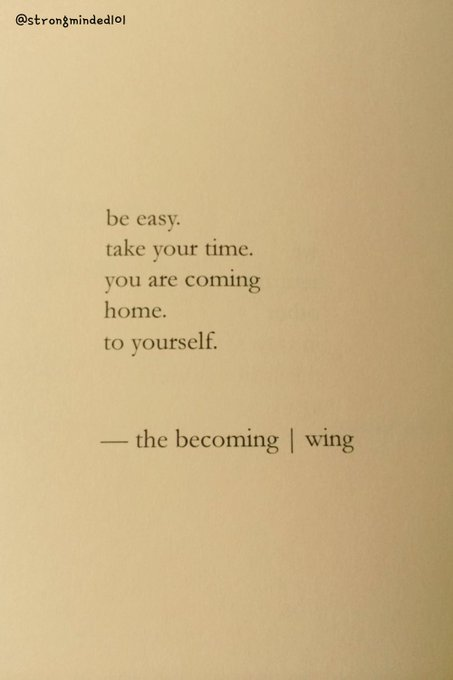 @strongminded101
be easy.
take your time.
you are coming
home.
to yourself.
— the becoming | wing